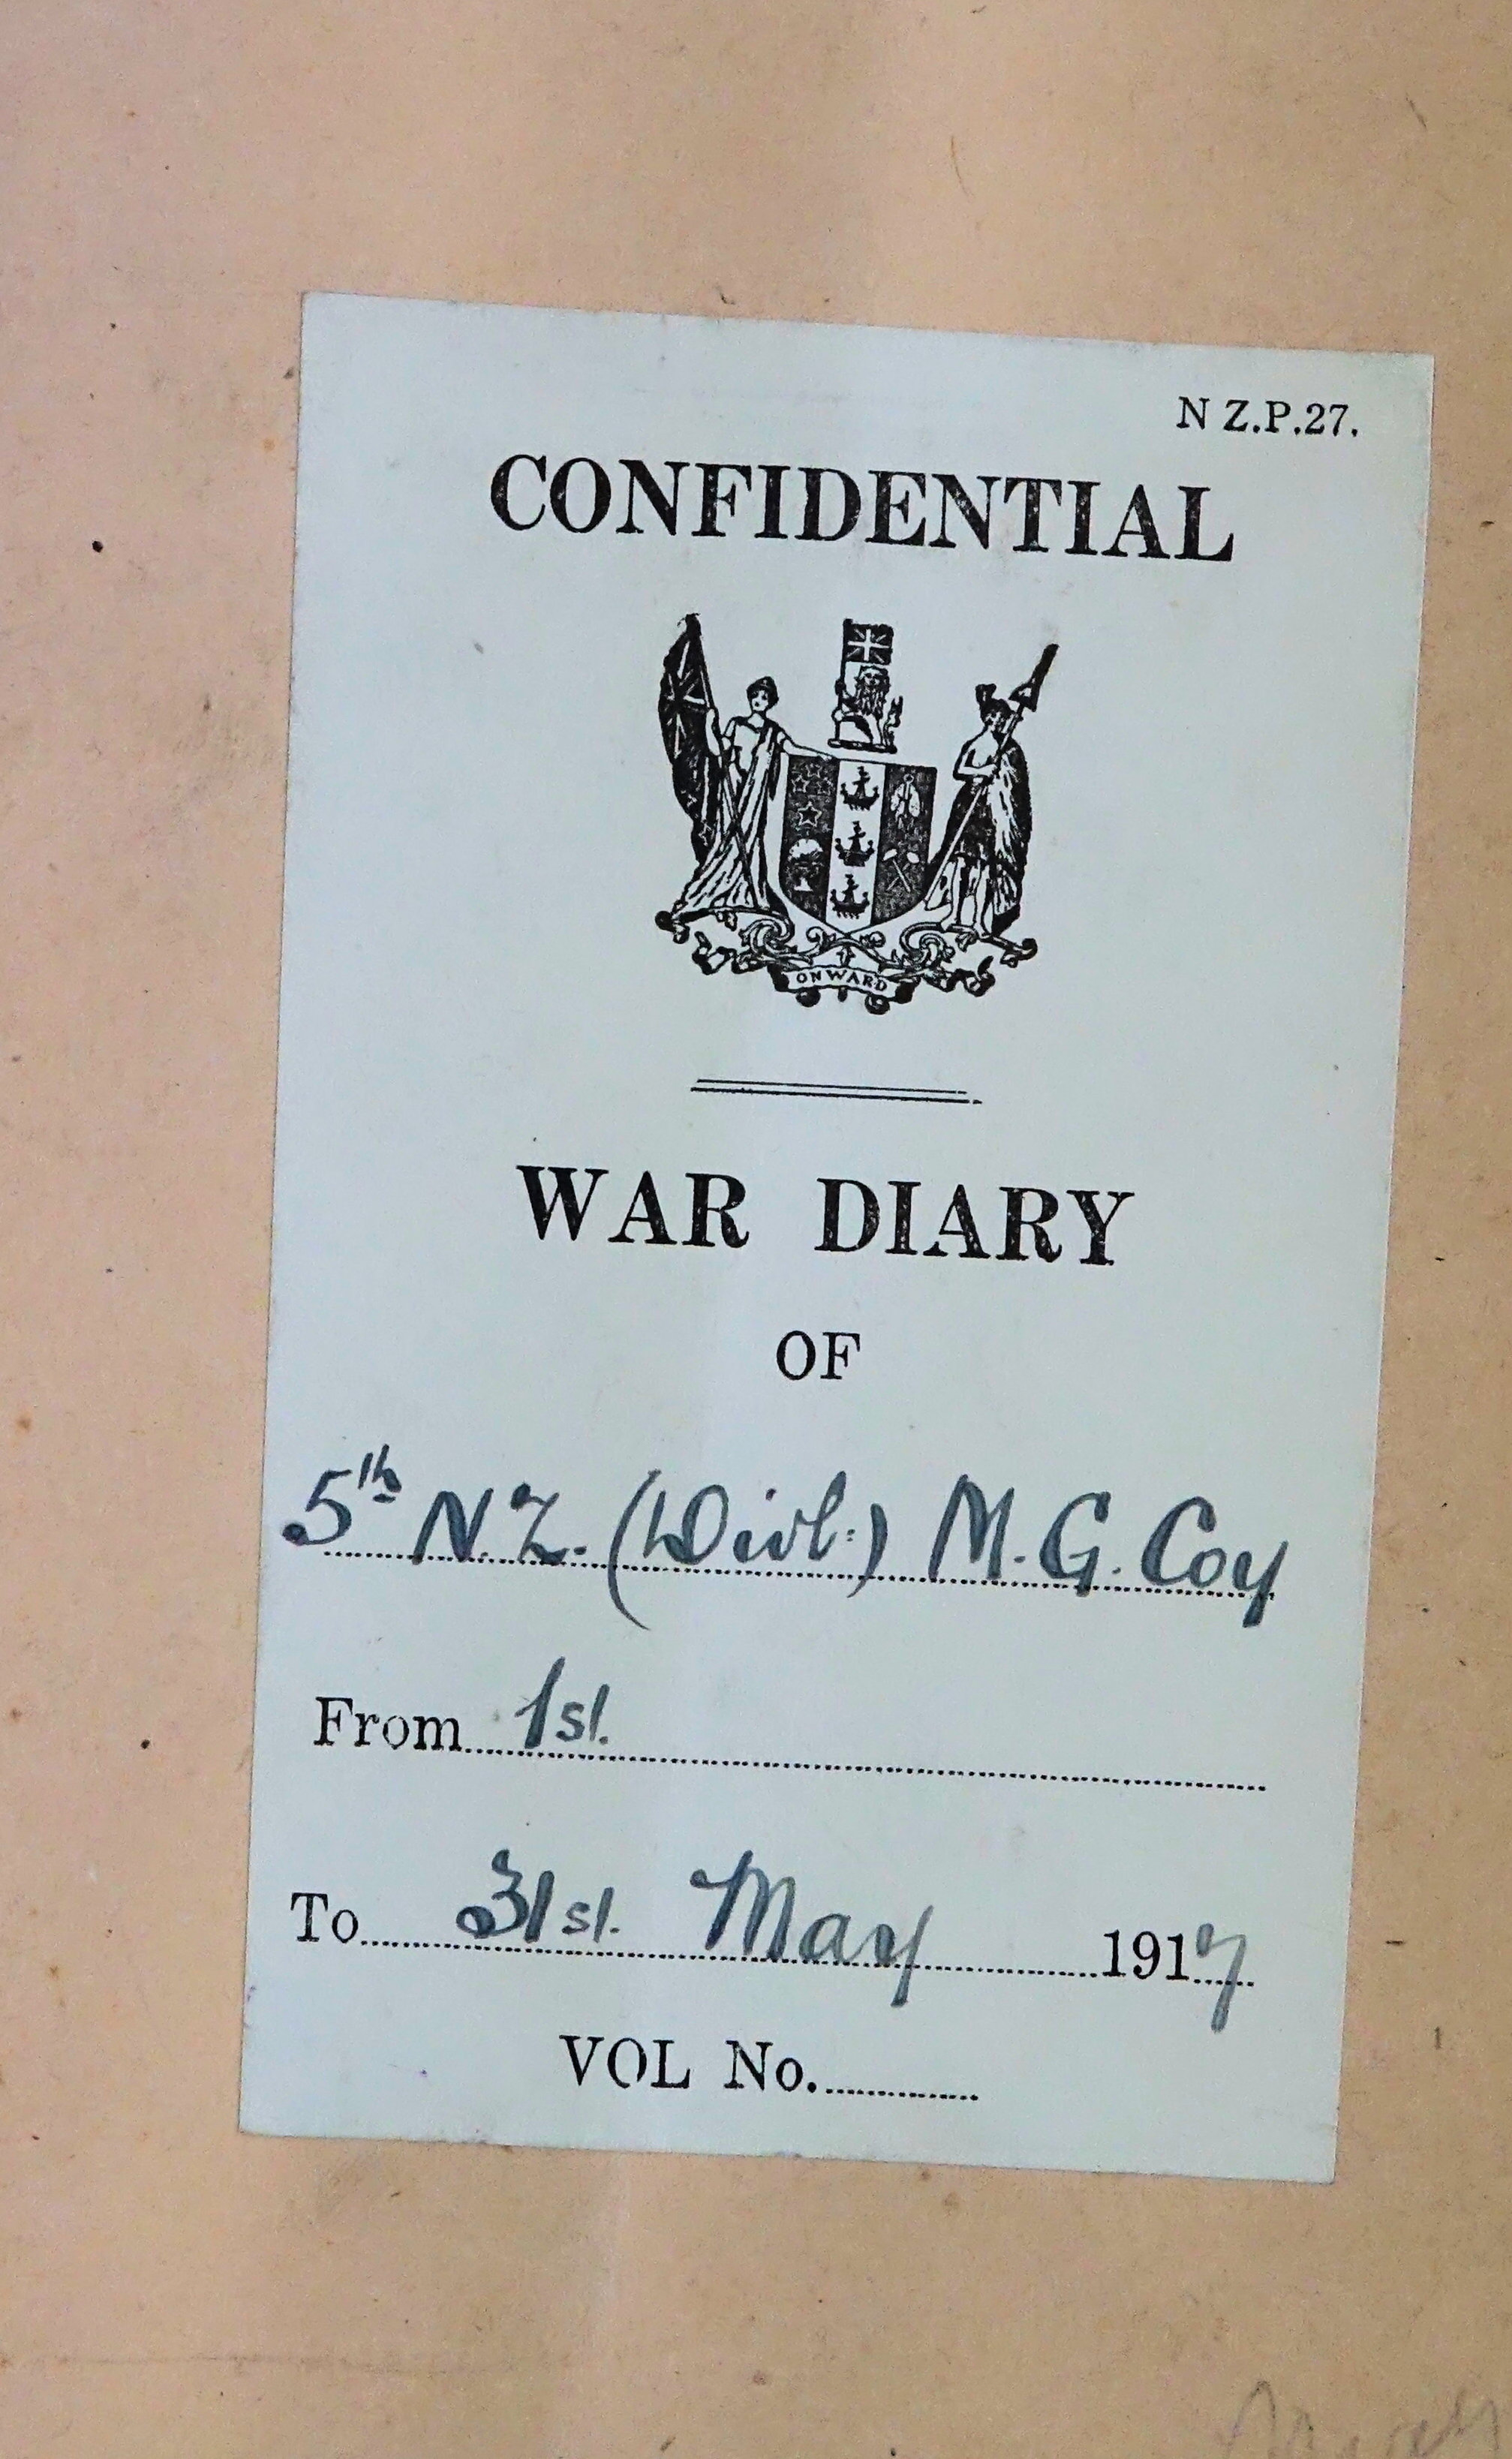 N Z.P.27.
CONFIDENTIAL
ONWARD
WAR DIARY
OF
5th N.Z. (Divl:) M.G. Coy
From 1st.
To 31st. May 1917
VOL No.